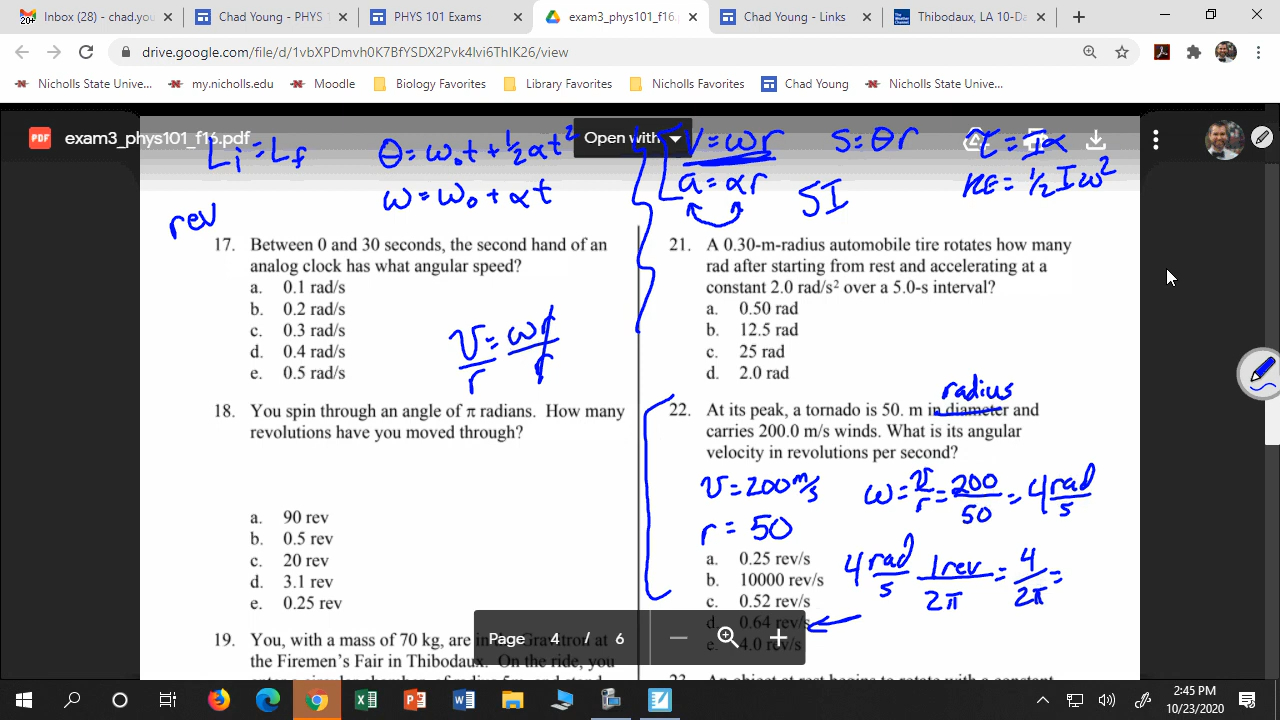 Inbox (28) - chad.you
Chad Young - PHYS 1
PHYS 101 Exams
exam3_phys101_f16.p
Chad Young - Links
Thibodaux, LA 10-Da
drive.google.com/file/d/1vbXPDmvh0K7BfYSDX2Pvk4lvi6ThIK26/view
Nicholls State Unive...
my.nicholls.edu
Moodle
Biology Favorites
Library Favorites
Nicholls Favorites
Chad Young
Nicholls State Univer...
PDF exam3_phys101_f16.pdf
Open with
Li = Lf
θ = ω₀t + ½αt²
ω = ω₀ + αt
V = ωr
a = αr
S = θr
SI
τ = Iα
KE = ½Iω²
rev
17. Between 0 and 30 seconds, the second hand of an
analog clock has what angular speed?
a. 0.1 rad/s
b. 0.2 rad/s
c. 0.3 rad/s
d. 0.4 rad/s
e. 0.5 rad/s
v/r = ωr/r
18. You spin through an angle of π radians. How many
revolutions have you moved through?
a. 90 rev
b. 0.5 rev
c. 20 rev
d. 3.1 rev
e. 0.25 rev
19. You, with a mass of 70 kg, are in the Gravitron at
the Firemen's Fair in Thibodaux. On the ride, you
21. A 0.30-m-radius automobile tire rotates how many
rad after starting from rest and accelerating at a
constant 2.0 rad/s² over a 5.0-s interval?
a. 0.50 rad
b. 12.5 rad
c. 25 rad
d. 2.0 rad
radius
22. At its peak, a tornado is 50. m in diameter and
carries 200.0 m/s winds. What is its angular
velocity in revolutions per second?
v = 200 m/s
ω = v/r = 200/50 = 4 rad/s
r = 50
a. 0.25 rev/s
b. 10000 rev/s
c. 0.52 rev/s
d. 0.64 rev/s
e. 4.0 rev/s
4 rad/s 1rev/2π = 4/2π =
Page 4 / 6
2:45 PM
10/23/2020